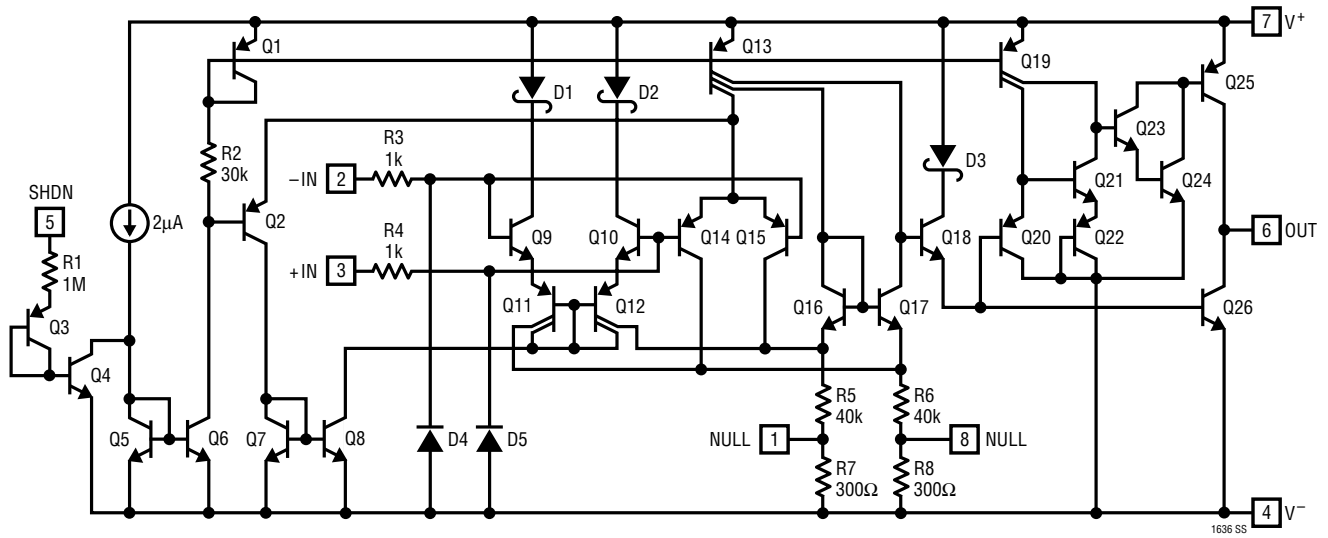 7 V+
Q1
Q13
Q19
Q25
D1
D2
Q23
R3
1k
R2
30k
D3
–IN 2
SHDN
5
2µA
Q2
Q21
Q24
R4
1k
Q9
Q10
Q14 Q15
Q18
Q20
Q22
6 OUT
+IN 3
R1
1M
Q11
Q12
Q16
Q17
Q26
Q3
Q4
R5
40k
R6
40k
Q5
Q6
Q7
Q8
D4
D5
NULL 1
8 NULL
R7
300Ω
R8
300Ω
4 V–
1636 SS